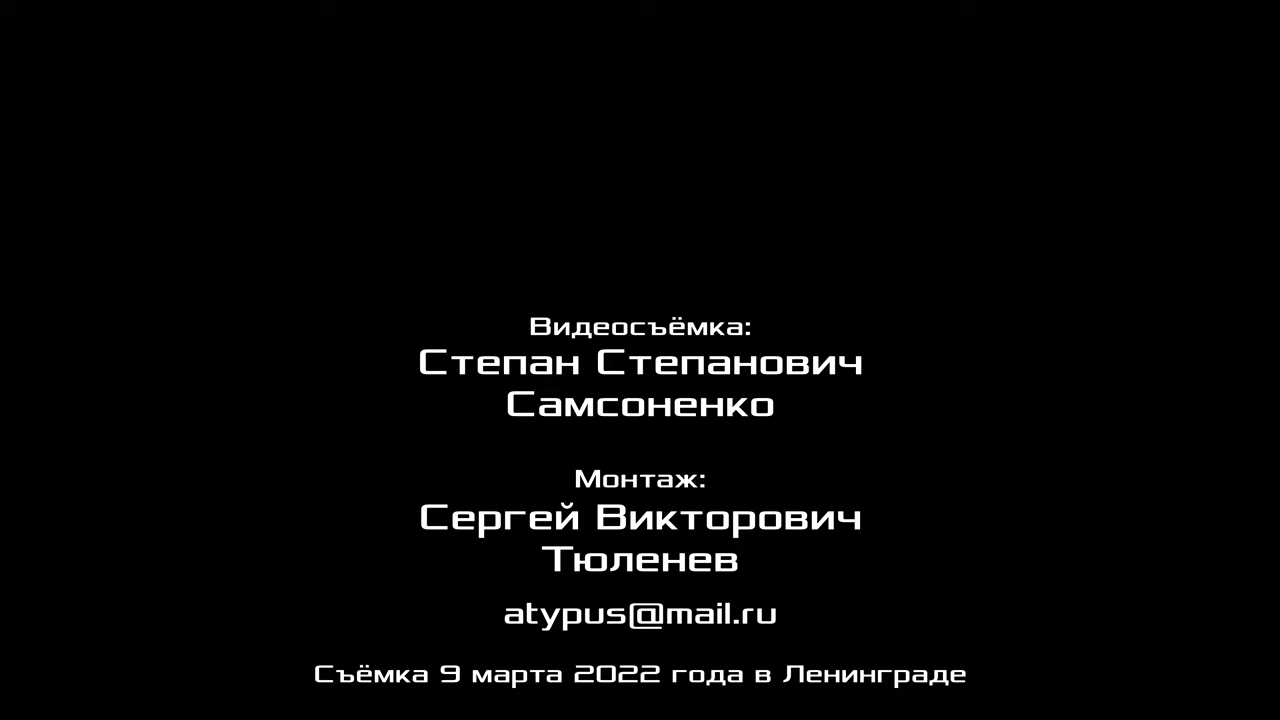 Видеосъёмка:
Степан Степанович
Самсоненко
Монтаж:
Сергей Викторович
Тюленев
atypus@mail.ru
Съёмка 9 марта 2022 года в Ленинграде